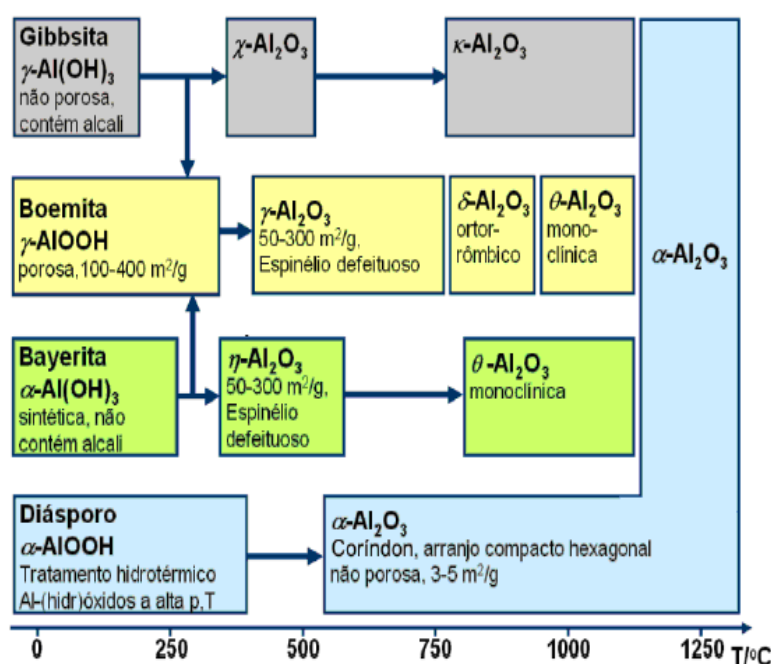 Gibbsita
γ-Al(OH)₃
não porosa,
contém alcali
χ-Al₂O₃
κ-Al₂O₃
Boemita
γ-AlOOH
porosa,100-400 m²/g
γ-Al₂O₃
50-300 m²/g,
Espinélio defeituoso
δ-Al₂O₃
ortor-
rômbico
θ-Al₂O₃
mono-
clínica
α-Al₂O₃
Bayerita
α-Al(OH)₃
sintética, não
contém alcali
η-Al₂O₃
50-300 m²/g,
Espinélio
defeituoso
θ-Al₂O₃
monoclínica
Diásporo
α-AlOOH
Tratamento hidrotérmico
Al-(hidr)óxidos a alta p,T
α-Al₂O₃
Coríndon, arranjo compacto hexagonal
não porosa, 3-5 m²/g
0 250 500 750 1000 1250 T/°C